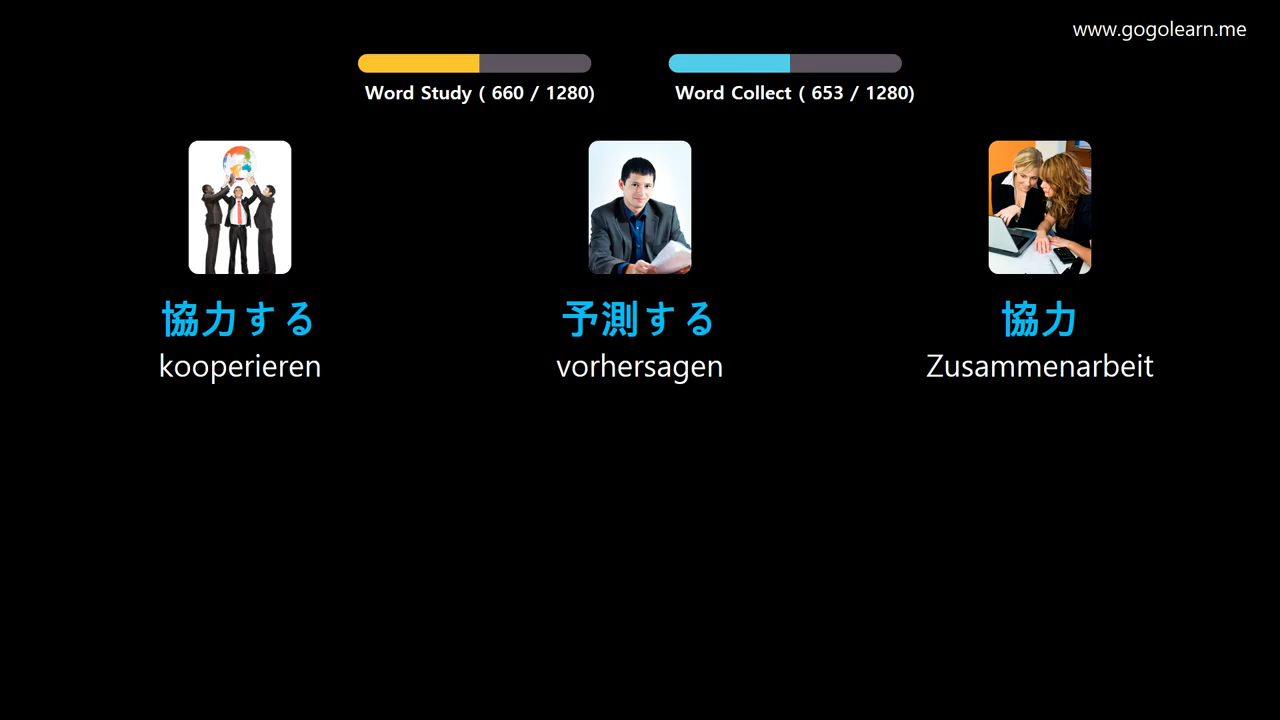 www.gogolearn.me
Word Study ( 660 / 1280)
Word Collect ( 653 / 1280)
協力する
kooperieren
予測する
vorhersagen
協力
Zusammenarbeit